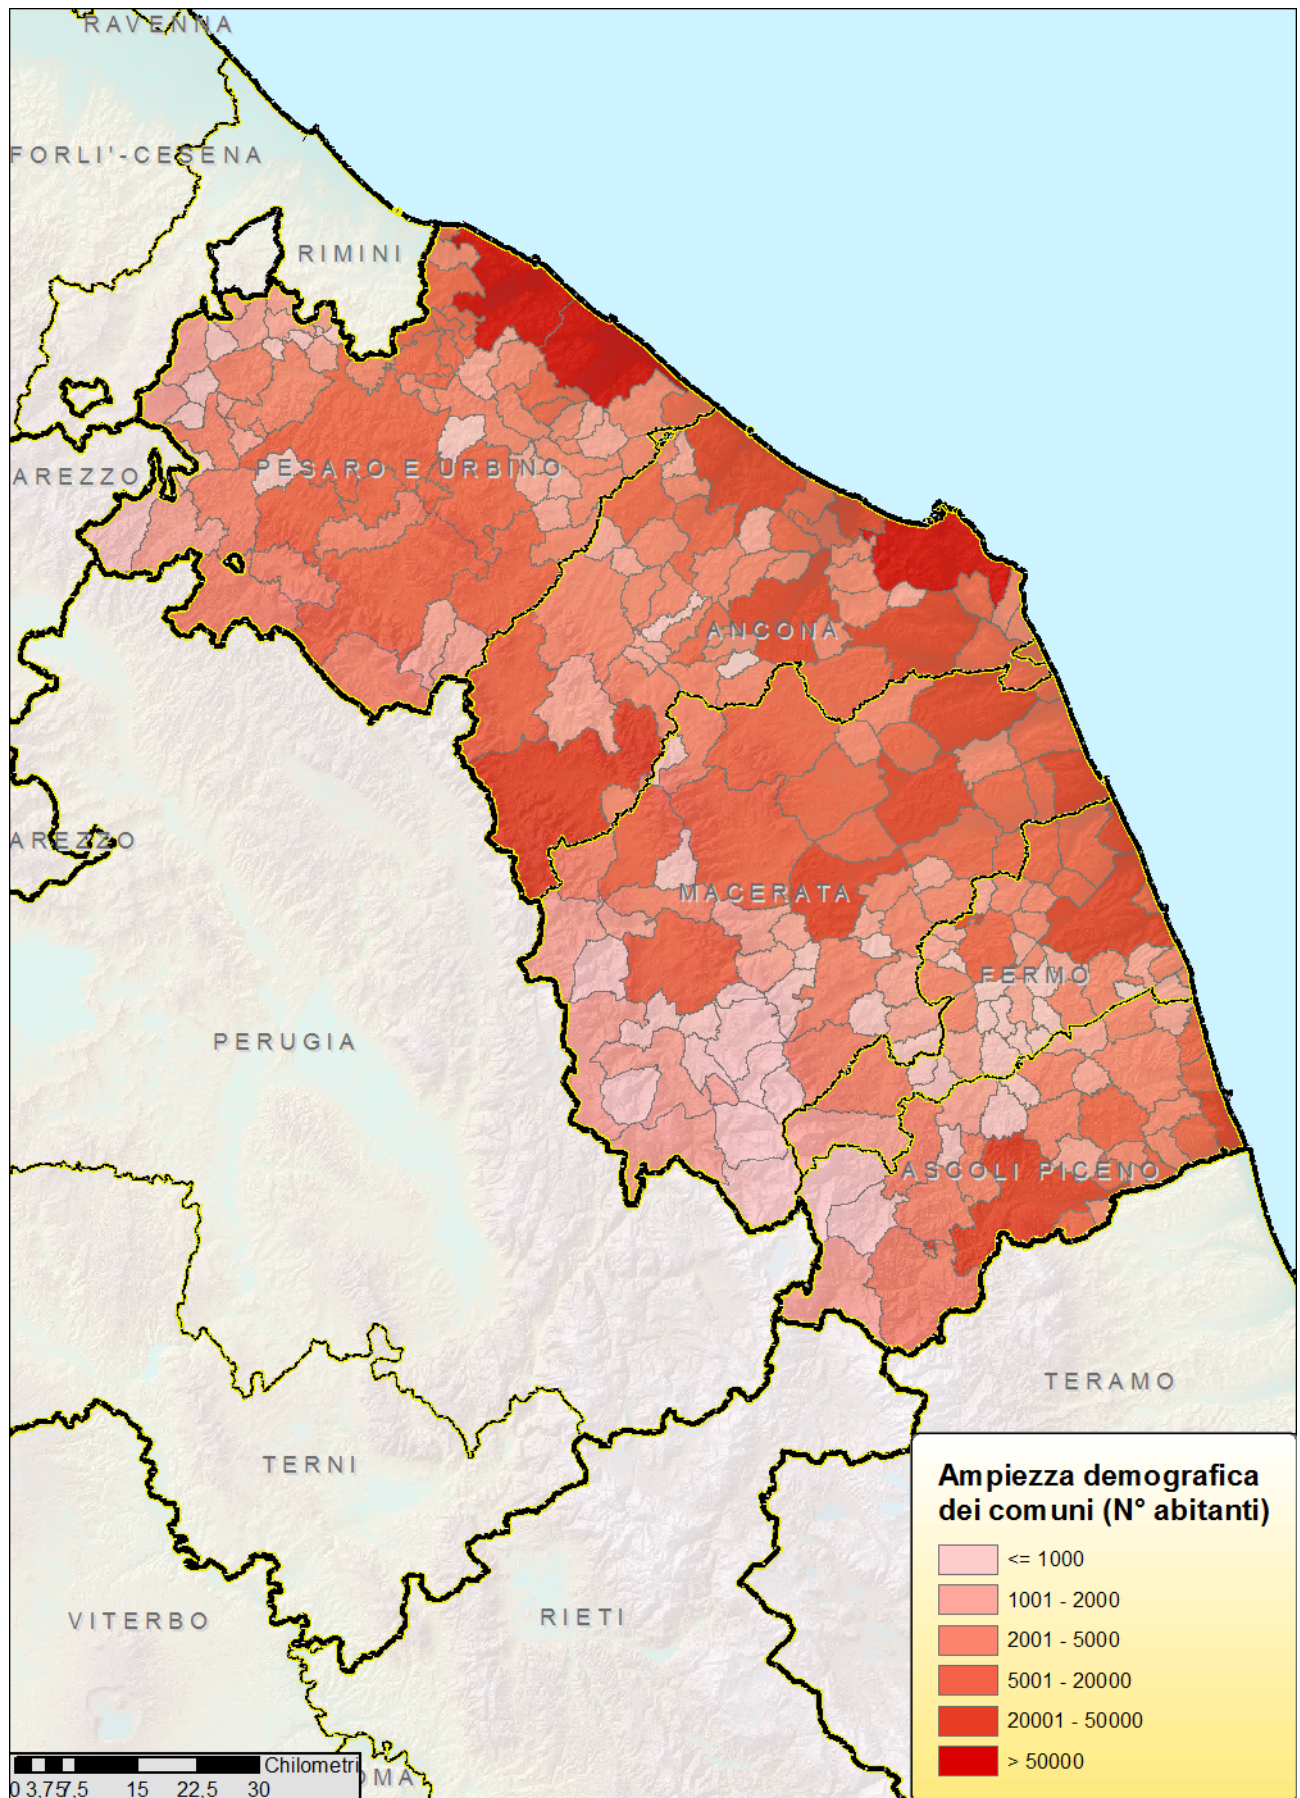 RAVENNA
FORLI'-CESENA
RIMINI
AREZZO
PESARO E URBINO
ANCONA
AREZZO
MACERATA
FERMO
PERUGIA
ASCOLI PICENO
TERAMO
TERNI
VITERBO
RIETI
OMA
Ampiezza demografica
dei comuni (N° abitanti)
<= 1000
1001 - 2000
2001 - 5000
5001 - 20000
20001 - 50000
> 50000
Chilometri
0 3,75 7,5 15 22,5 30